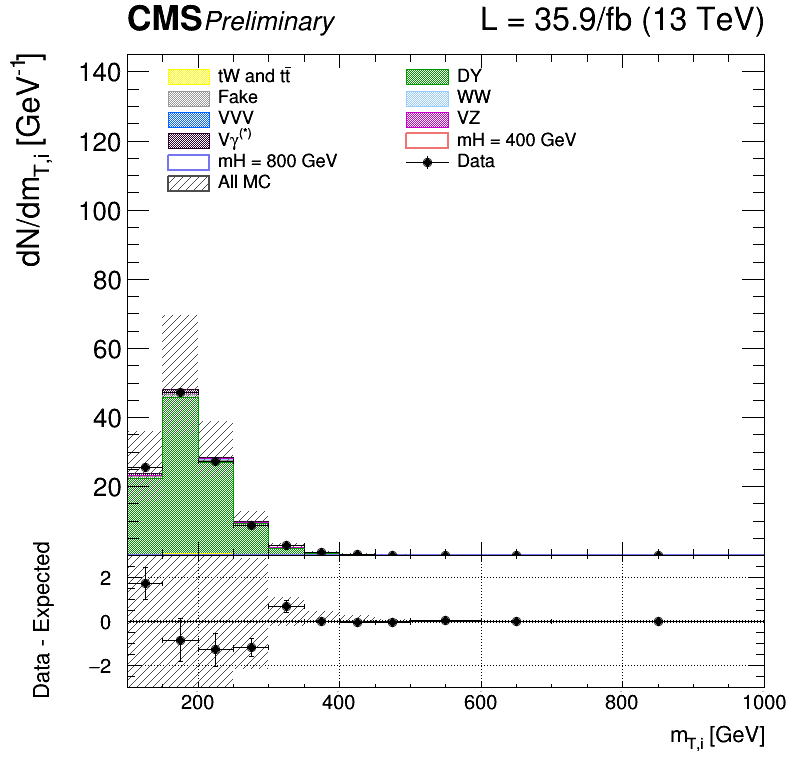 CMS Preliminary L = 35.9/fb (13 TeV)
dN/dm_{T,i} [GeV^{-1}]
140
120
100
80
60
40
20
tW and tt̄
DY
Fake
WW
VVV
VZ
Vγ^{(*)}
mH = 400 GeV
mH = 800 GeV
Data
All MC
Data - Expected
2
0
−2
200 400 600 800 1000
m_{T,i} [GeV]